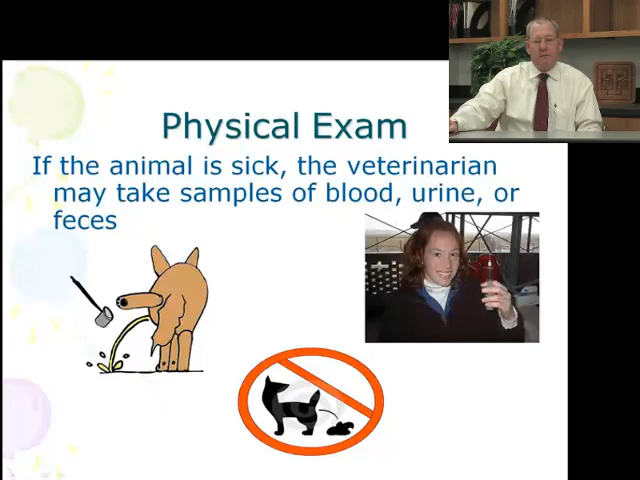 Physical Exam
If the animal is sick, the veterinarian
may take samples of blood, urine, or
feces